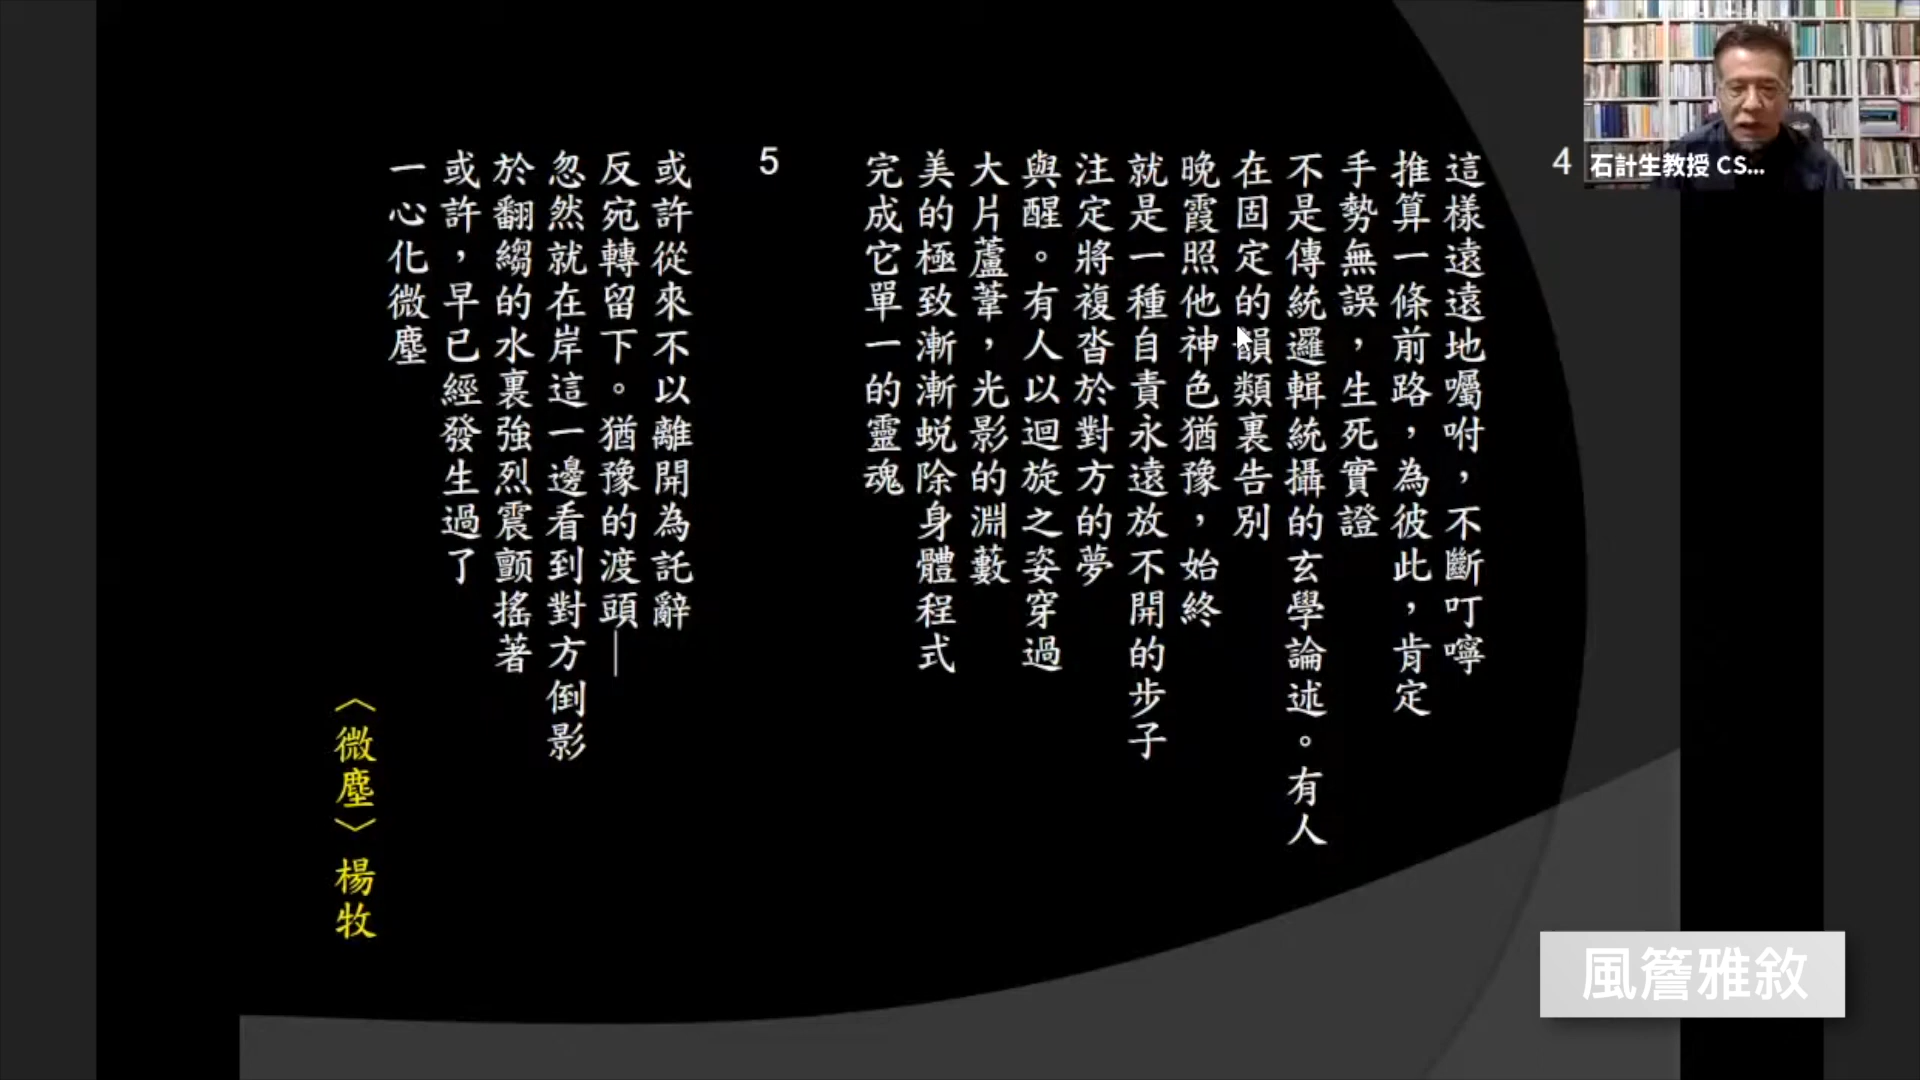 4
這樣遠遠地囑咐，不斷叮嚀
推算一條前路，為彼此，肯定
手勢無誤，生死實證
不是傳統邏輯統攝的玄學論述。有人
在固定的韻類裏告別
晚霞照他神色猶豫，始終
就是一種自責永遠放不開的步子
注定將複沓於對方的夢
與醒。有人以迴旋之姿穿過
大片蘆葦，光影的淵藪
美的極致漸漸蛻除身體程式
完成它單一的靈魂
5
或許從來不以離開為託辭
反宛轉留下。猶豫的渡頭—
忽然就在岸這一邊看到對方倒影
於翻縐的水裏強烈震顫搖著
或許，早已經發生過了
一心化微塵
〈微塵〉楊牧
石計生教授 CS...
風簷雅敘